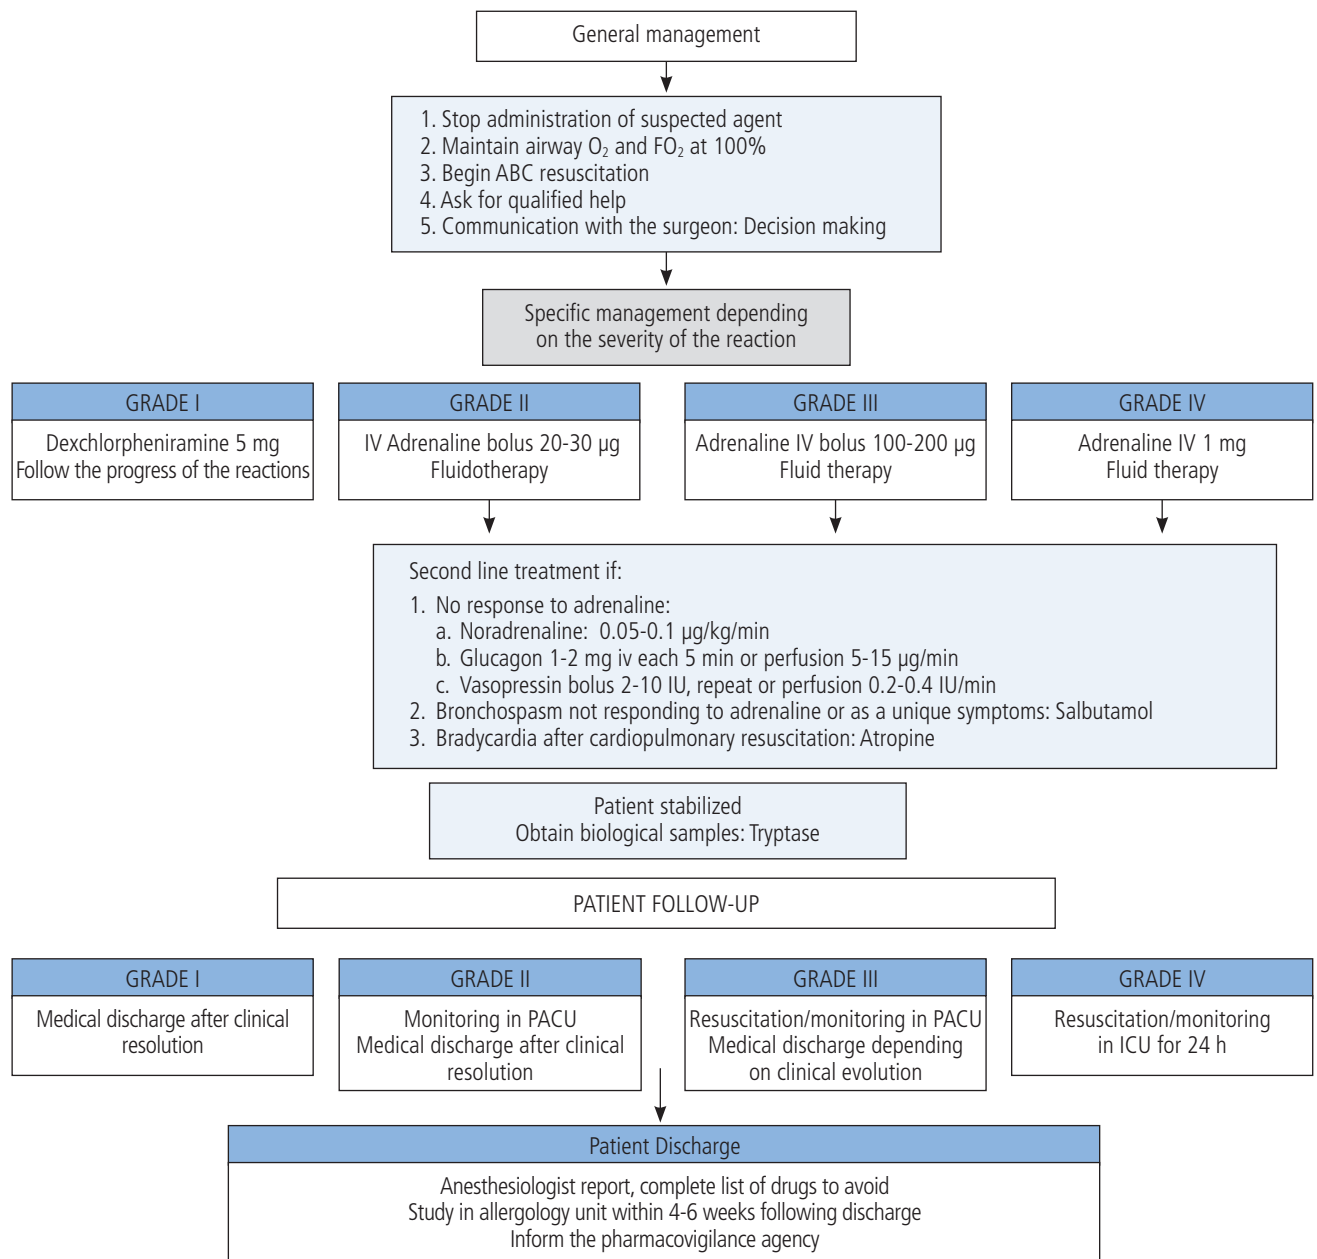 General management
1. Stop administration of suspected agent
2. Maintain airway O₂ and FO₂ at 100%
3. Begin ABC resuscitation
4. Ask for qualified help
5. Communication with the surgeon: Decision making
Specific management depending
on the severity of the reaction
GRADE I
Dexchlorpheniramine 5 mg
Follow the progress of the reactions
GRADE II
IV Adrenaline bolus 20-30 µg
Fluidotherapy
GRADE III
Adrenaline IV bolus 100-200 µg
Fluid therapy
GRADE IV
Adrenaline IV 1 mg
Fluid therapy
Second line treatment if:
1. No response to adrenaline:
a. Noradrenaline: 0.05-0.1 µg/kg/min
b. Glucagon 1-2 mg iv each 5 min or perfusion 5-15 µg/min
c. Vasopressin bolus 2-10 IU, repeat or perfusion 0.2-0.4 IU/min
2. Bronchospasm not responding to adrenaline or as a unique symptoms: Salbutamol
3. Bradycardia after cardiopulmonary resuscitation: Atropine
Patient stabilized
Obtain biological samples: Tryptase
PATIENT FOLLOW-UP
GRADE I
Medical discharge after clinical
resolution
GRADE II
Monitoring in PACU
Medical discharge after clinical
resolution
GRADE III
Resuscitation/monitoring in PACU
Medical discharge depending
on clinical evolution
GRADE IV
Resuscitation/monitoring
in ICU for 24 h
Patient Discharge
Anesthesiologist report, complete list of drugs to avoid
Study in allergology unit within 4-6 weeks following discharge
Inform the pharmacovigilance agency